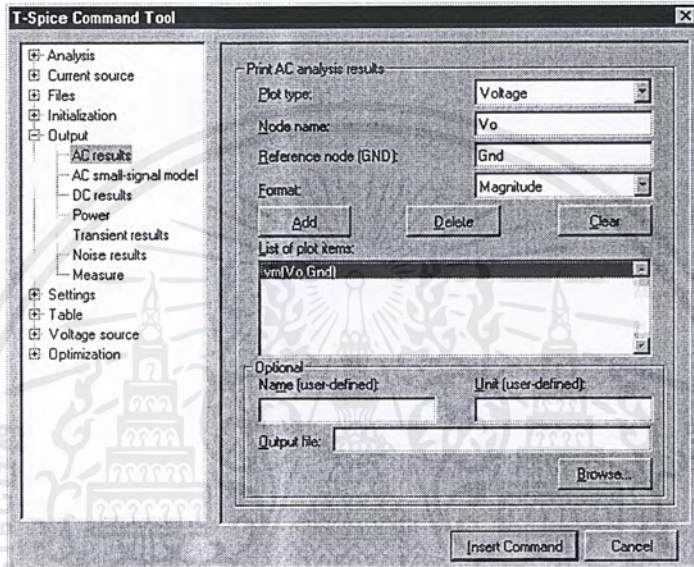 T-Spice Command Tool
Analysis
Current source
Files
Initialization
Output
AC results
AC small-signal model
DC results
Power
Transient results
Noise results
Measure
Settings
Table
Voltage source
Optimization
Print AC analysis results
Plot type:
Voltage
Node name:
Vo
Reference node (GND):
Gnd
Format:
Magnitude
Add
Delete
Clear
List of plot items:
vm(Vo,Gnd)
Optional
Name (user-defined):
Unit (user-defined):
Output file:
Browse...
Insert Command
Cancel